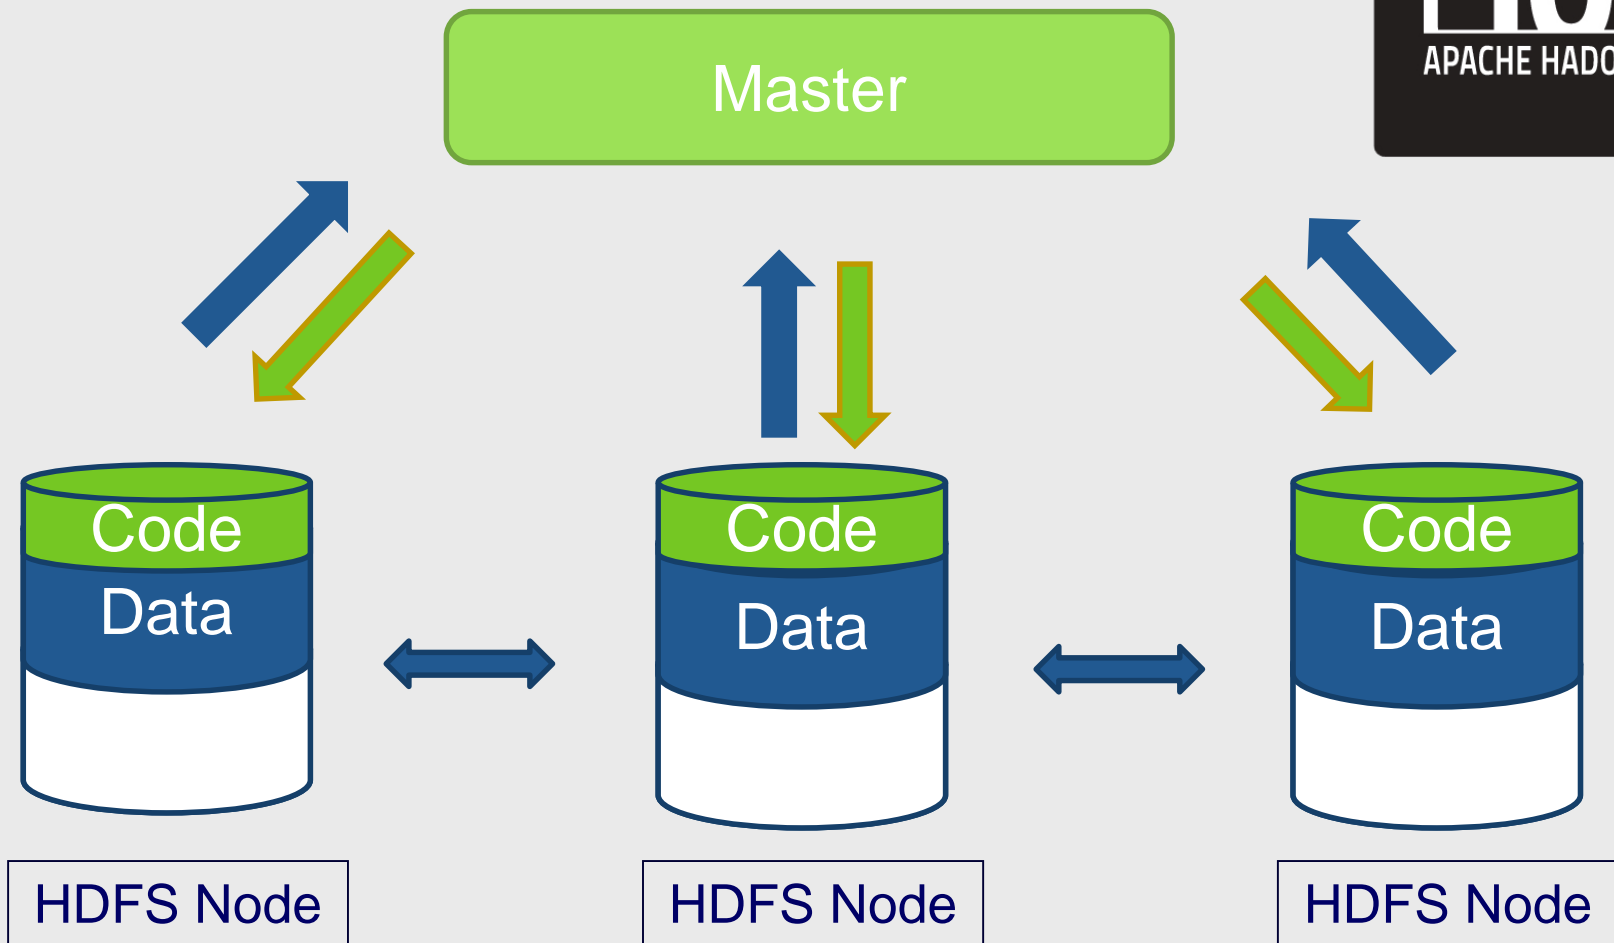 Master
APACHE HADO
Code
Data
Code
Data
Code
Data
HDFS Node
HDFS Node
HDFS Node